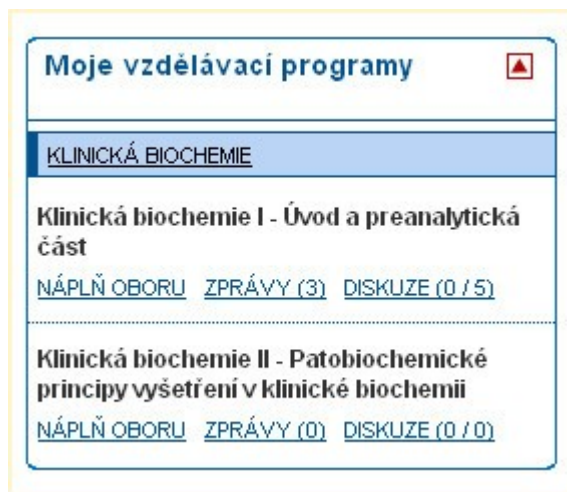 Moje vzdělávací programy
KLINICKÁ BIOCHEMIE
Klinická biochemie I - Úvod a preanalytická
část
NÁPLŇ OBORU ZPRÁVY (3) DISKUZE (0 / 5)
Klinická biochemie II - Patobiochemické
principy vyšetření v klinické biochemii
NÁPLŇ OBORU ZPRÁVY (0) DISKUZE (0 / 0)